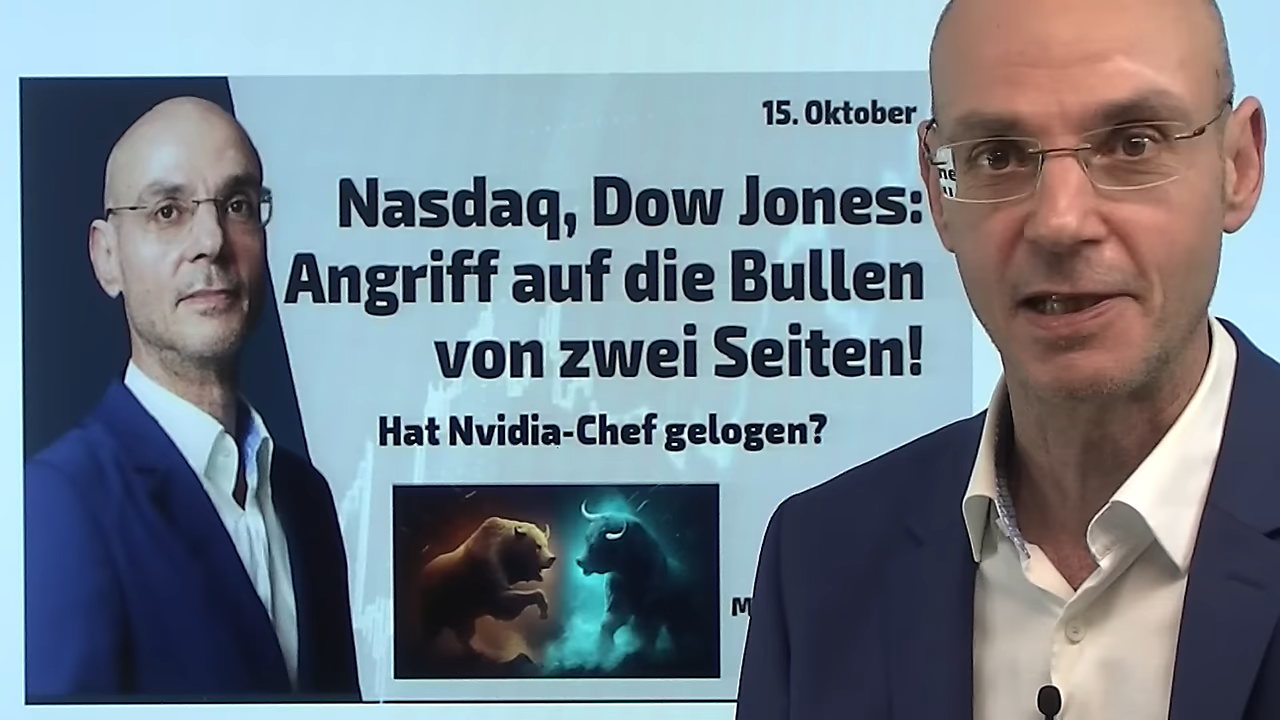 15. Oktober
Nasdaq, Dow Jones:
Angriff auf die Bullen
von zwei Seiten!
Hat Nvidia-Chef gelogen?